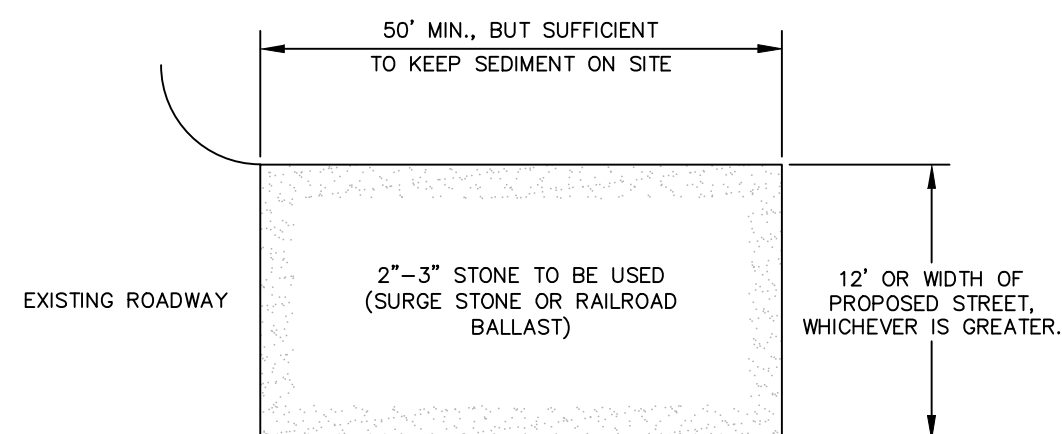 50' MIN., BUT SUFFICIENT
TO KEEP SEDIMENT ON SITE
2"-3" STONE TO BE USED
(SURGE STONE OR RAILROAD
BALLAST)
EXISTING ROADWAY
12' OR WIDTH OF
PROPOSED STREET,
WHICHEVER IS GREATER.